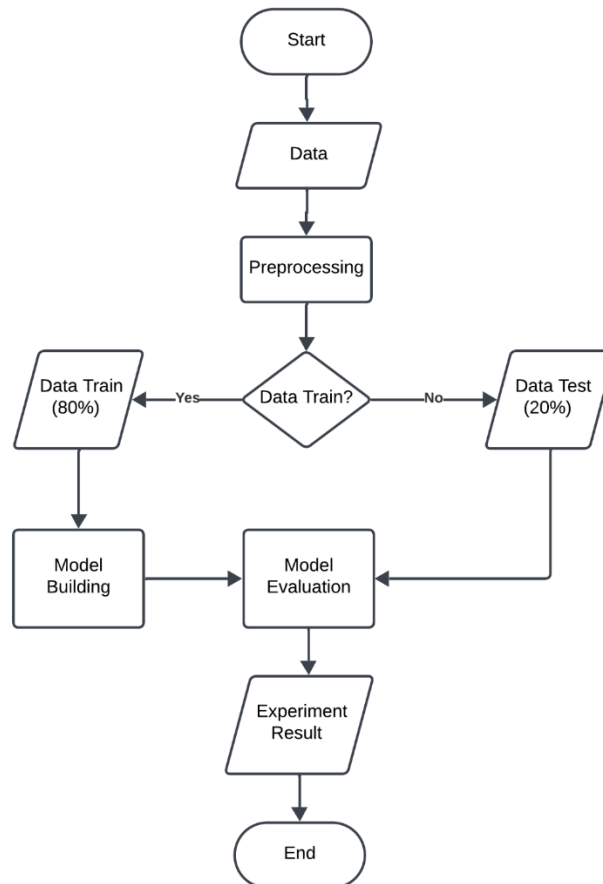 Start
Data
Preprocessing
Data Train
(80%)
Yes
Data Train?
No
Data Test
(20%)
Model
Building
Model
Evaluation
Experiment
Result
End